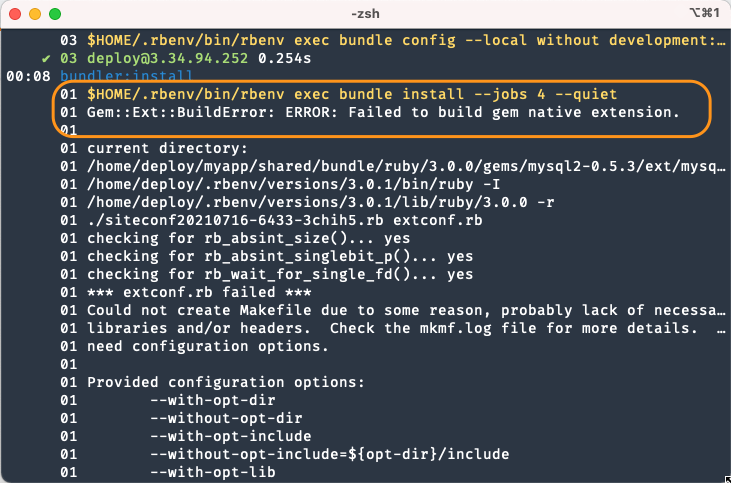 -zsh
⌥⌘1
03 $HOME/.rbenv/bin/rbenv exec bundle config --local without development:…
✔ 03 deploy@3.34.94.252 0.254s
00:08 bundler:install
01 $HOME/.rbenv/bin/rbenv exec bundle install --jobs 4 --quiet
01 Gem::Ext::BuildError: ERROR: Failed to build gem native extension.
01
01 current directory:
01 /home/deploy/myapp/shared/bundle/ruby/3.0.0/gems/mysql2-0.5.3/ext/mysq…
01 /home/deploy/.rbenv/versions/3.0.1/bin/ruby -I
01 /home/deploy/.rbenv/versions/3.0.1/lib/ruby/3.0.0 -r
01 ./siteconf20210716-6433-3chih5.rb extconf.rb
01 checking for rb_absint_size()... yes
01 checking for rb_absint_singlebit_p()... yes
01 checking for rb_wait_for_single_fd()... yes
01 *** extconf.rb failed ***
01 Could not create Makefile due to some reason, probably lack of necessa…
01 libraries and/or headers.  Check the mkmf.log file for more details.  …
01 need configuration options.
01
01 Provided configuration options:
01 --with-opt-dir
01 --without-opt-dir
01 --with-opt-include
01 --without-opt-include=${opt-dir}/include
01 --with-opt-lib